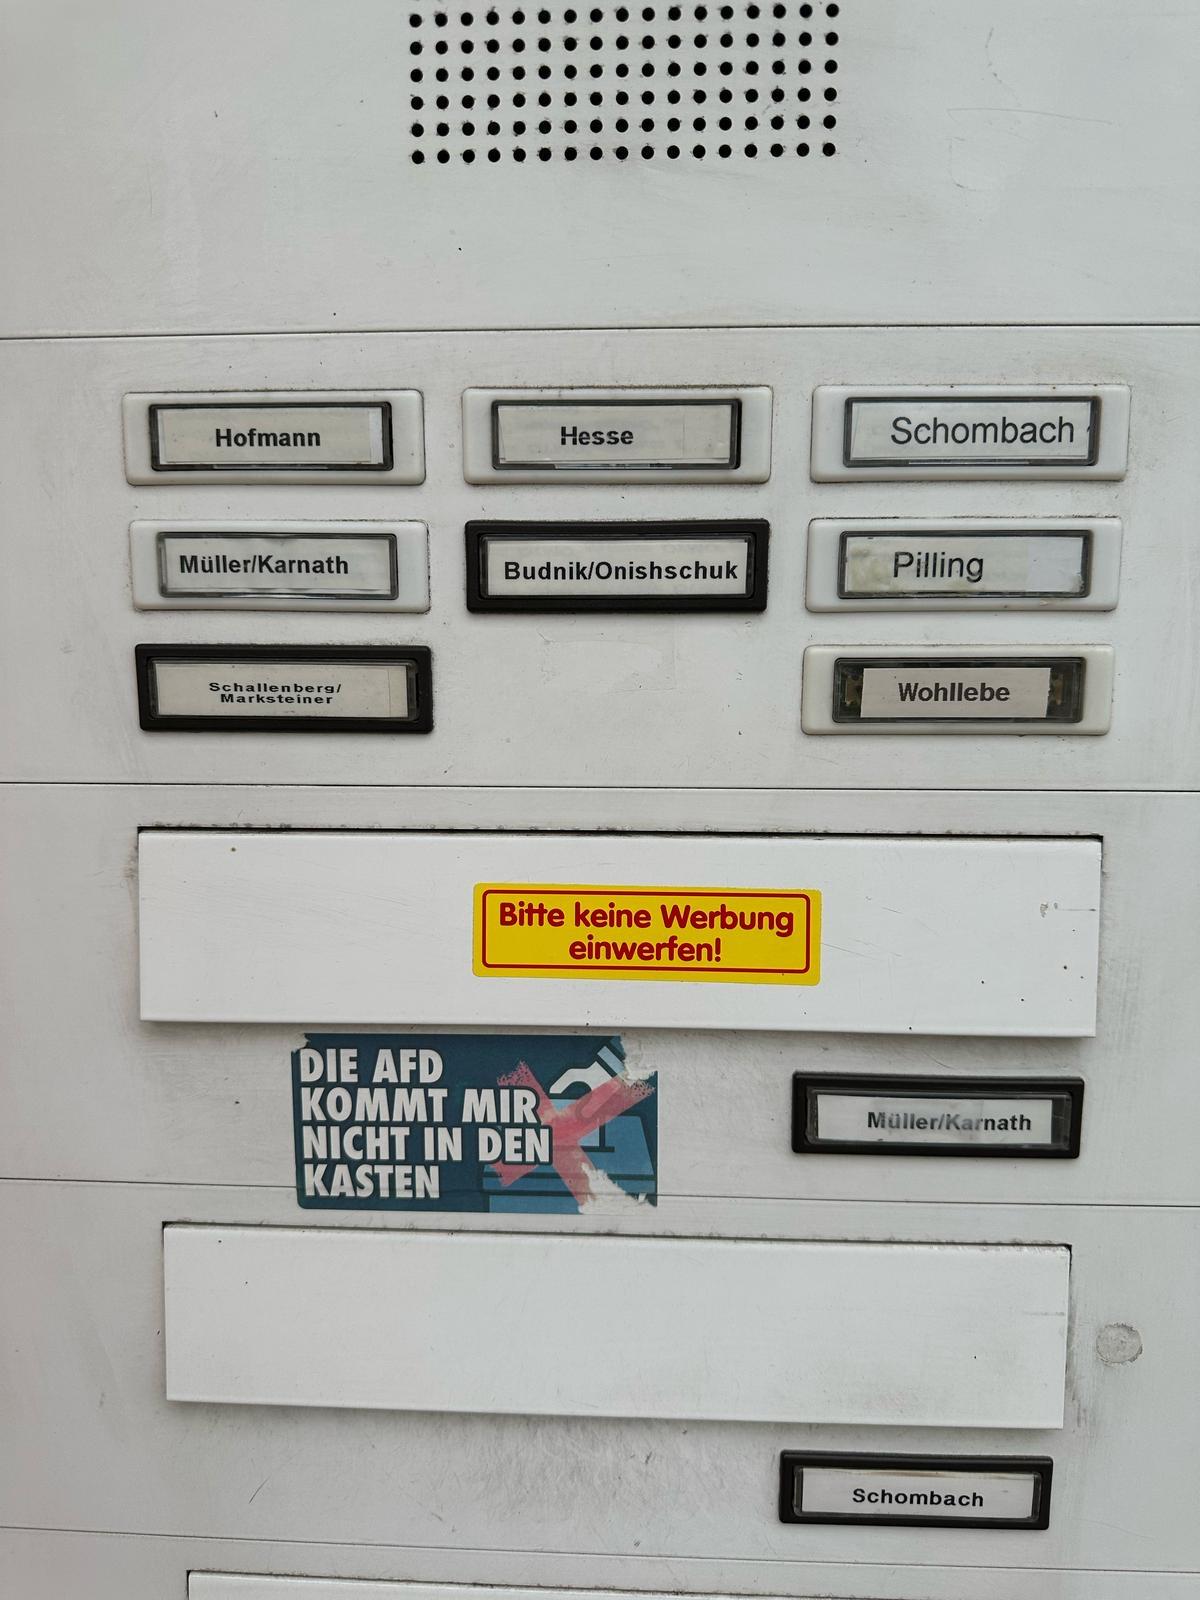 Hofmann
Hesse
Schombach
Müller/Karnath
Budnik/Onishschuk
Pilling
Schallenberg/
Marksteiner
Wohllebe
Bitte keine Werbung
einwerfen!
DIE AFD
KOMMT MIR
NICHT IN DEN
KASTEN
Müller/Karnath
Schombach